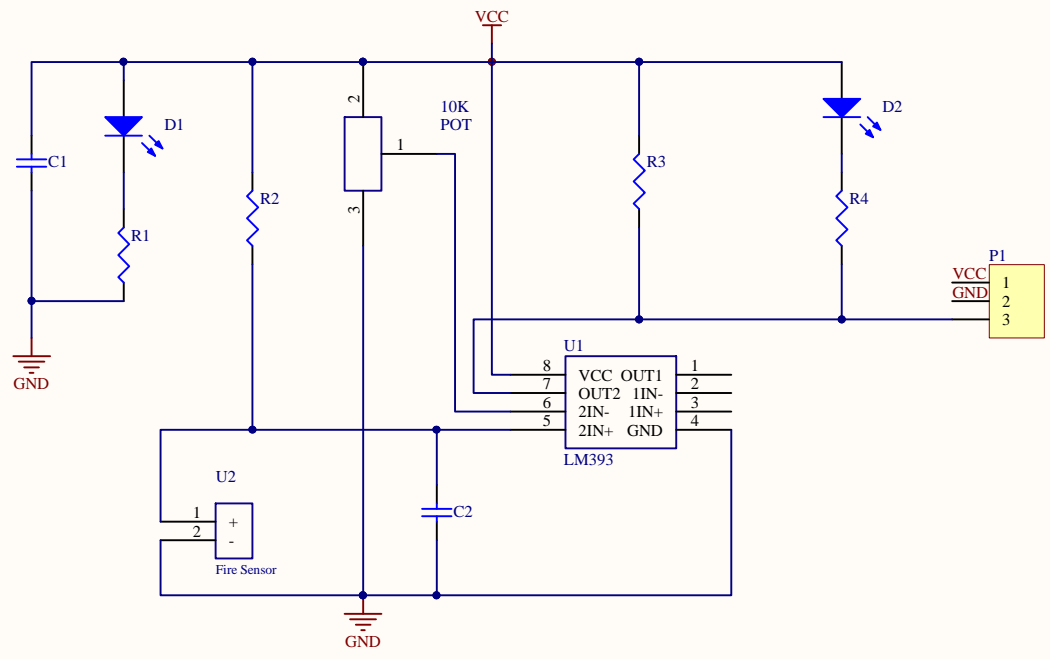 VCC
D1
C1
R1
GND
R2
2
10K
POT
1
3
R3
D2
R4
P1
VCC
1
GND
2
3
U1
8
VCC
OUT1
1
7
OUT2
1IN-
2
6
2IN-
1IN+
3
5
2IN+
GND
4
LM393
U2
1
+
2
-
Fire Sensor
C2
GND